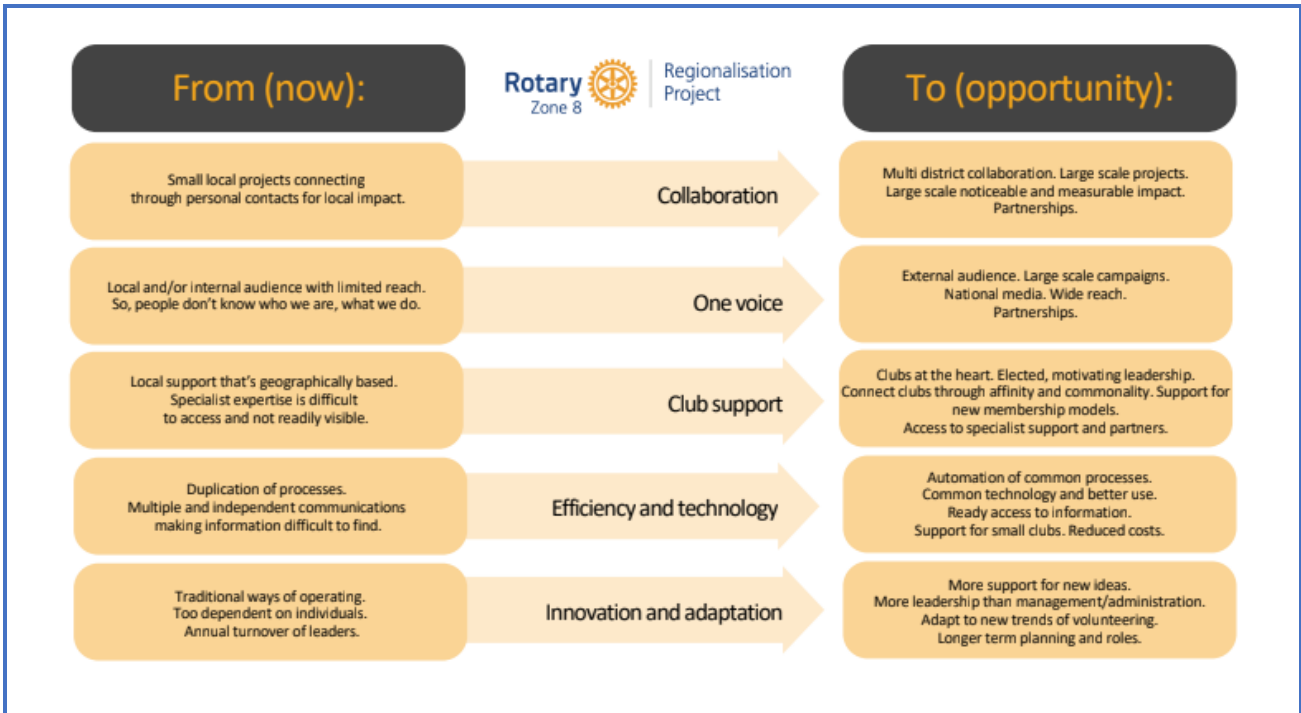 From (now):
Rotary
Zone 8
Regionalisation
Project
To (opportunity):
Small local projects connecting
through personal contacts for local impact.
Collaboration
Multi district collaboration. Large scale projects.
Large scale noticeable and measurable impact.
Partnerships.
Local and/or internal audience with limited reach.
So, people don't know who we are, what we do.
One voice
External audience. Large scale campaigns.
National media. Wide reach.
Partnerships.
Local support that's geographically based.
Specialist expertise is difficult
to access and not readily visible.
Club support
Clubs at the heart. Elected, motivating leadership.
Connect clubs through affinity and commonality. Support for
new membership models.
Access to specialist support and partners.
Duplication of processes.
Multiple and independent communications
making information difficult to find.
Efficiency and technology
Automation of common processes.
Common technology and better use.
Ready access to information.
Support for small clubs. Reduced costs.
Traditional ways of operating.
Too dependent on individuals.
Annual turnover of leaders.
Innovation and adaptation
More support for new ideas.
More leadership than management/administration.
Adapt to new trends of volunteering.
Longer term planning and roles.